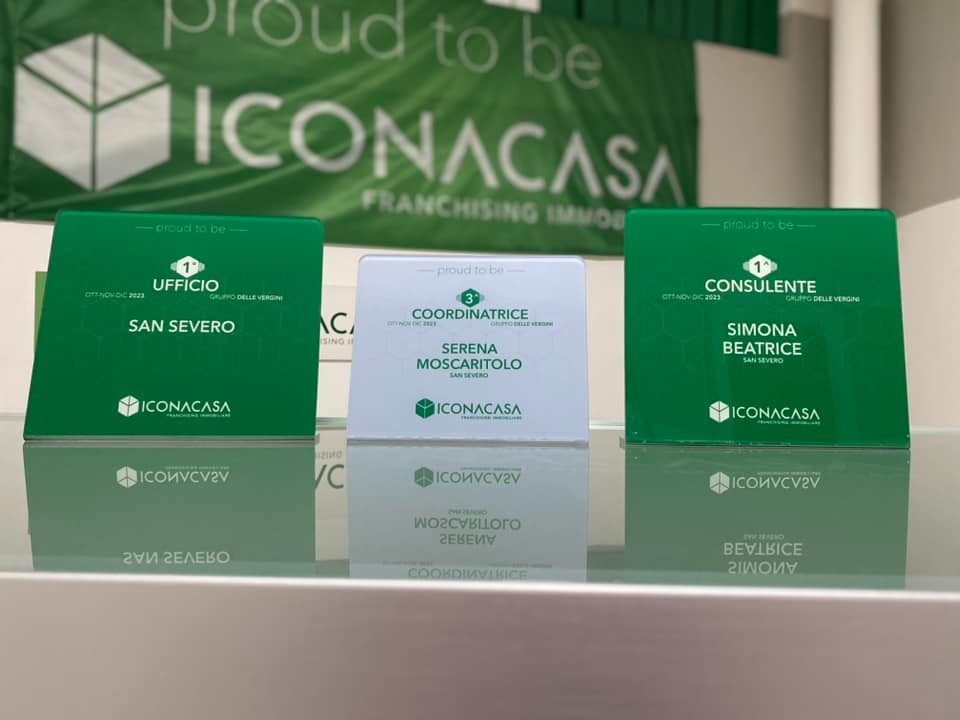 proud to be
ICONACASA
FRANCHISING IMMOB
proud to be
1°
UFFICIO
OTT-NOV-DIC 2023 GRUPPO DELLE VERGINI
SAN SEVERO
ICONACASA
FRANCHISING IMMOBILIARE
proud to be
3^
COORDINATRICE
OTT-NOV-DIC 2023 GRUPPO DELLE VERGINI
SERENA
MOSCARITOLO
SAN SEVERO
ICONACASA
FRANCHISING IMMOBILIARE
proud to be
1^
CONSULENTE
OTT-NOV-DIC 2023 GRUPPO DELLE VERGINI
SIMONA
BEATRICE
SAN SEVERO
ICONACASA
FRANCHISING IMMOBILIARE